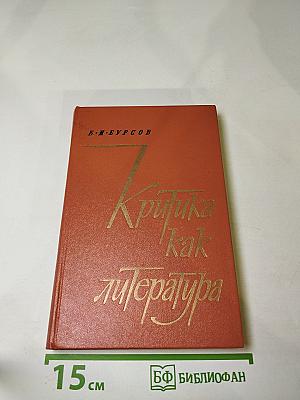 Б·И·БУРСОВ
Критика
как
литература
15 см
БФ БИБЛИОФАН